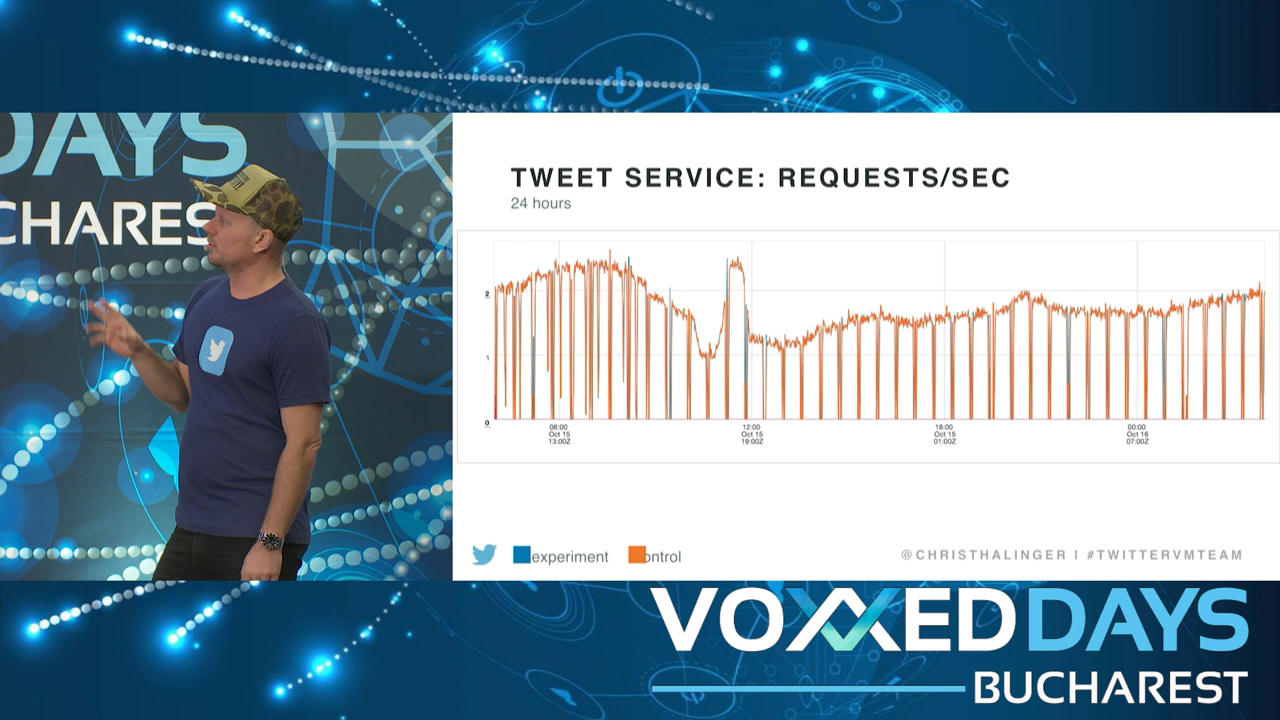 DAYS
CHARES
TWEET SERVICE: REQUESTS/SEC
24 hours
2
1
0
06:00
Oct 15
13:00Z
12:00
Oct 15
19:00Z
18:00
Oct 15
01:00Z
00:00
Oct 16
07:00Z
experiment
ontrol
@CHRISTHALINGER | #TWITTERVMTEAM
VOXXEDDAYS
BUCHAREST